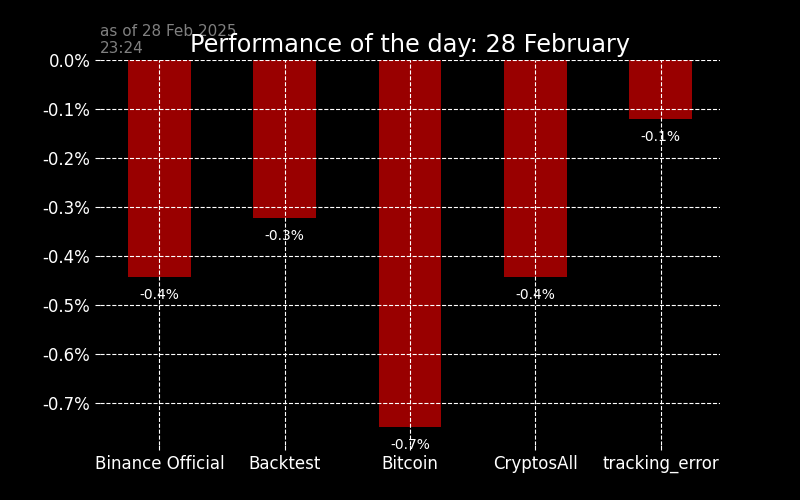 as of 28 Feb 2025
23:24
Performance of the day: 28 February
0.0%
-0.1%
-0.2%
-0.3%
-0.4%
-0.5%
-0.6%
-0.7%
-0.4%
-0.3%
-0.7%
-0.4%
-0.1%
Binance Official
Backtest
Bitcoin
CryptosAll
tracking_error